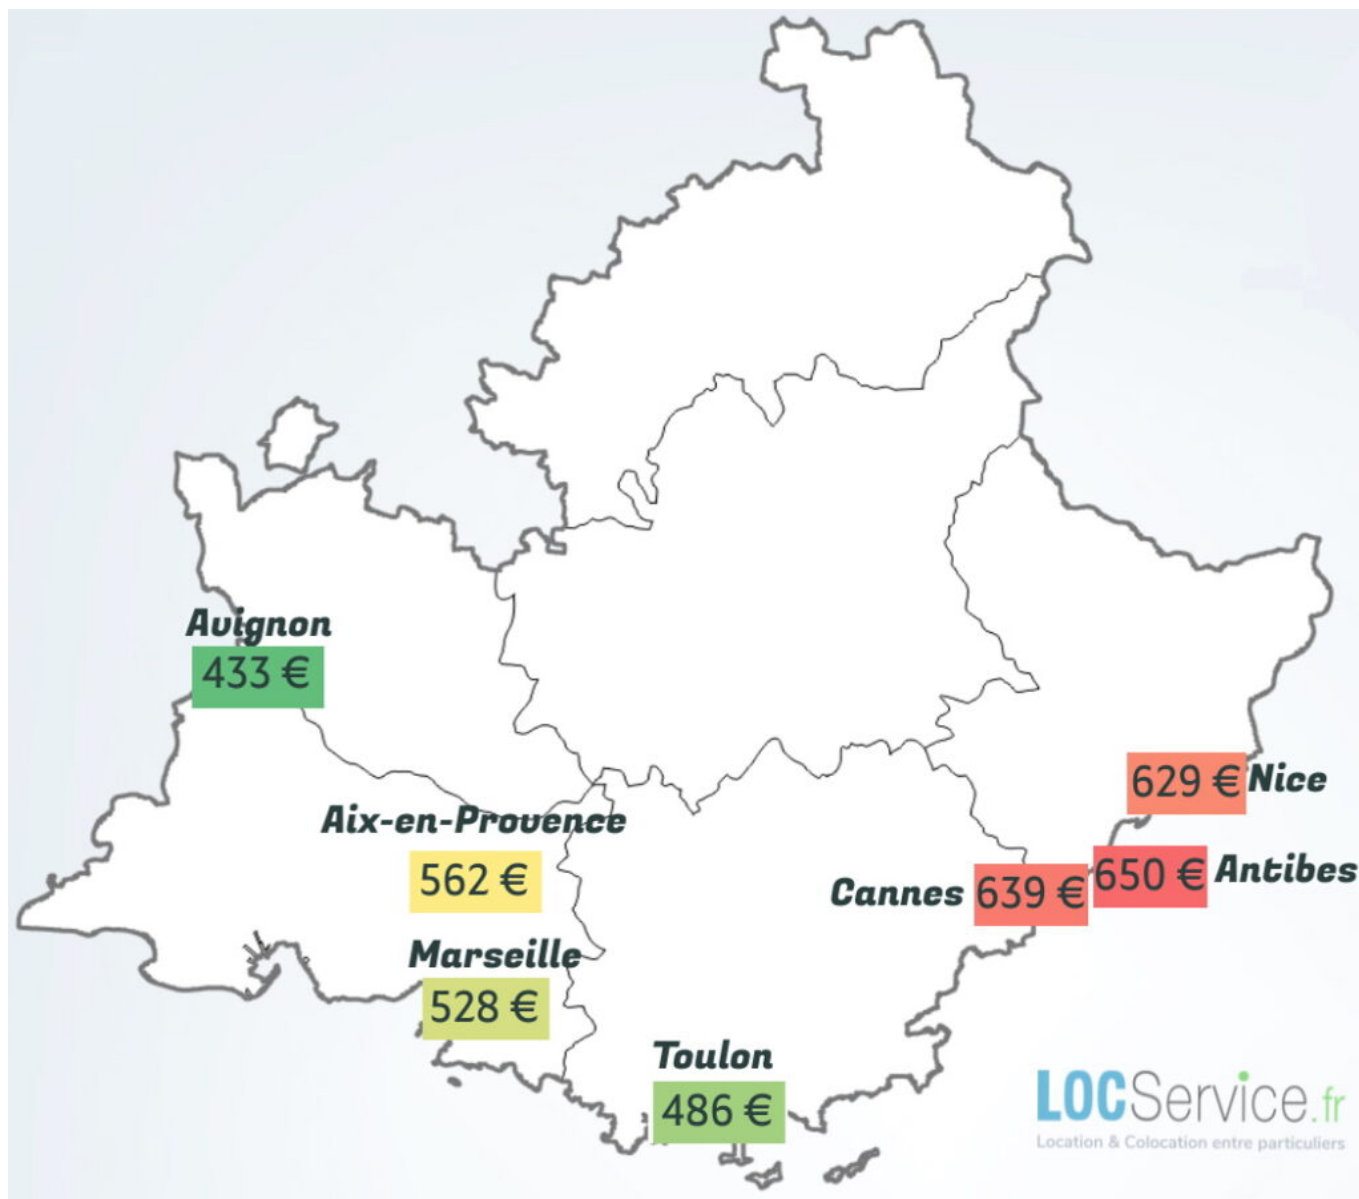 Avignon
433 €
629 € Nice
Aix-en-Provence
562 €
650 € Antibes
Cannes 639 €
Marseille
528 €
Toulon
486 €
LOCService.fr
Location & Colocation entre particuliers